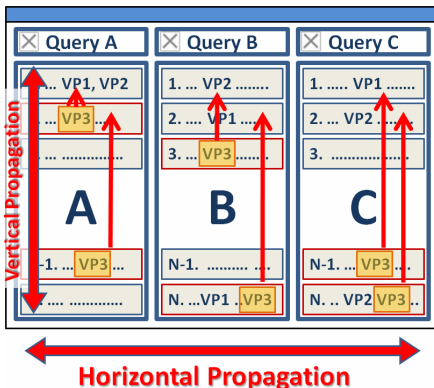 Query A
... VP1, VP2
... VP3 ...
... ...............
A
-1. ... VP3 ...
.... ..............
Query B
1. ... VP2 ........
2. .... VP1 ........
3. ... VP3 ........
B
N-1. .......... ....
N. ...VP1 ..VP3
Query C
1. ..... VP1 .......
2. ... VP2 .........
3. .................
C
N-1. ... VP3 ....
N. .. VP2 VP3 ..
Vertical Propagation
Horizontal Propagation